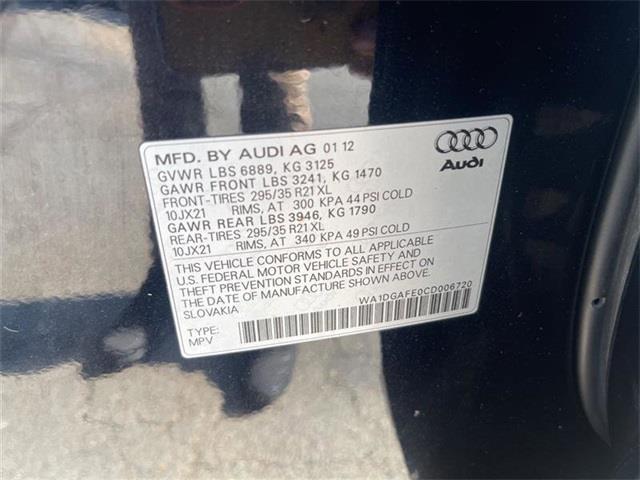 MFD. BY AUDI AG 01 12
GVWR LBS 6889, KG 3125
GAWR FRONT LBS 3241, KG 1470
FRONT-TIRES 295/35 R21 XL
10JX21 RIMS, AT 300 KPA 44 PSI COLD
GAWR REAR LBS 3946, KG 1790
REAR-TIRES 295/35 R21 XL
10JX21 RIMS, AT 340 KPA 49 PSI COLD
THIS VEHICLE CONFORMS TO ALL APPLICABLE
U.S. FEDERAL MOTOR VEHICLE SAFETY AND
THEFT PREVENTION STANDARDS IN EFFECT ON
THE DATE OF MANUFACTURE SHOWN ABOVE.
SLOVAKIA
WA1DGAFE0CD006720
TYPE:
MPV
Audi